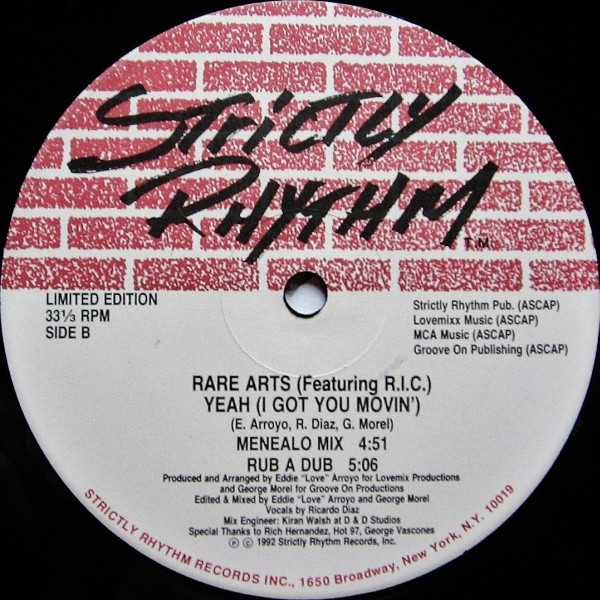 STRICTLY
RHYTHM
T.M.
LIMITED EDITION
33 1/3 RPM
SIDE B
Strictly Rhythm Pub. (ASCAP)
Lovemixx Music (ASCAP)
MCA Music (ASCAP)
Groove On Publishing (ASCAP)
RARE ARTS (Featuring R.I.C.)
YEAH (I GOT YOU MOVIN')
(E. Arroyo, R. Diaz, G. Morel)
MENEALO MIX 4:51
RUB A DUB 5:06
Produced and Arranged by Eddie "Love" Arroyo for Lovemix Productions
and George Morel for Groove On Productions
Edited & Mixed by Eddie "Love" Arroyo and George Morel
Vocals by Ricardo Diaz
Mix Engineer: Kiran Walsh at D & D Studios
Special Thanks to Rich Hernandez, Hot 97, George Vascones
℗ © 1992 Strictly Rhythm Records, Inc.
STRICTLY RHYTHM RECORDS INC., 1650 Broadway, New York, N.Y. 10019